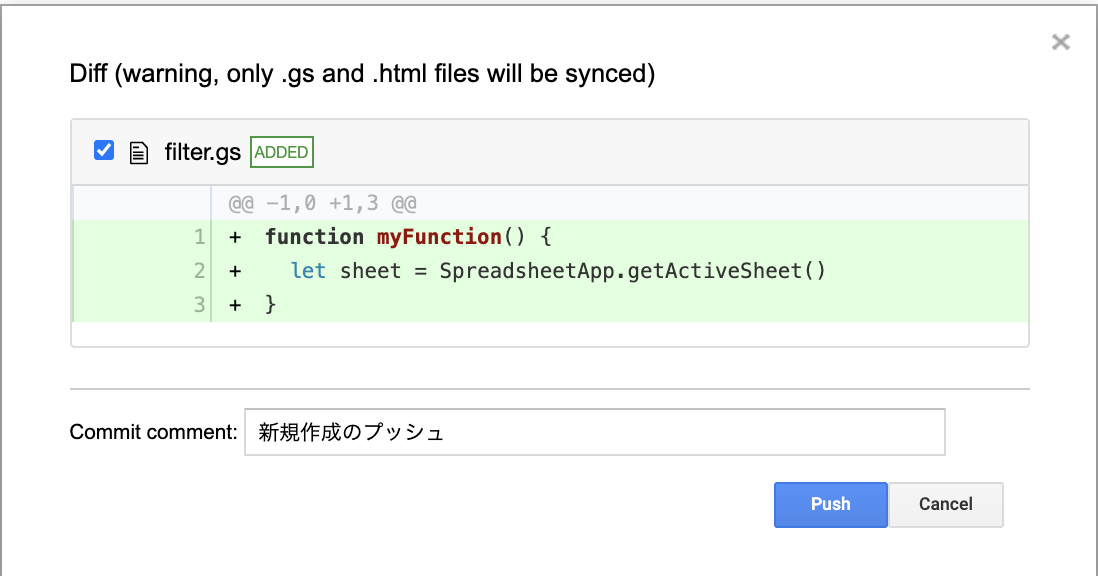 ×
Diff (warning, only .gs and .html files will be synced)
filter.gs ADDED
@@ -1,0 +1,3 @@
1 + function myFunction() {
2 +   let sheet = SpreadsheetApp.getActiveSheet()
3 + }
Commit comment: 新規作成のプッシュ
Push Cancel